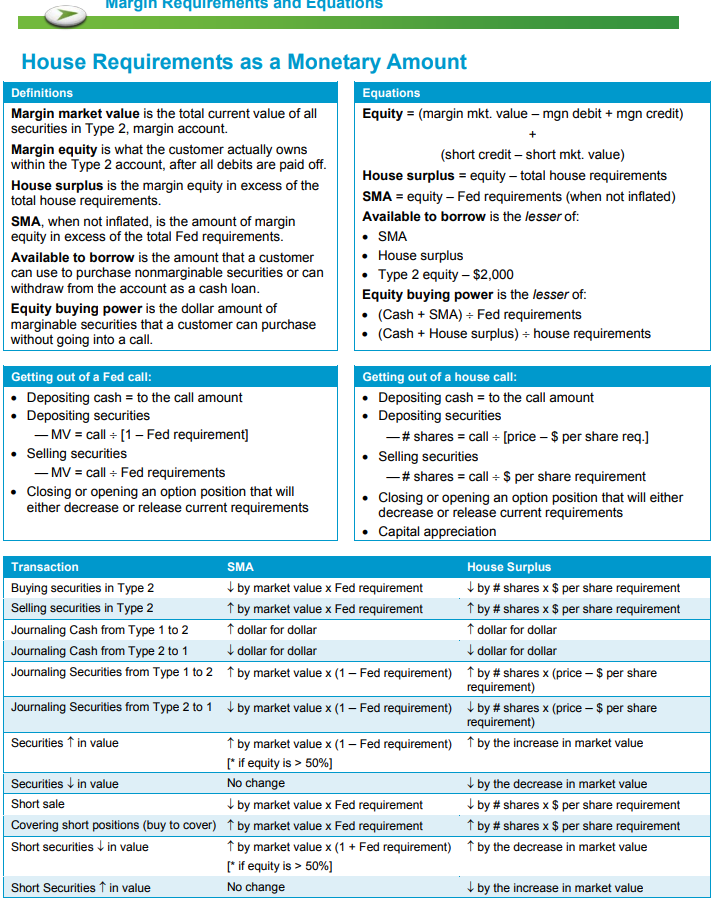 Margin Requirements and Equations
House Requirements as a Monetary Amount
Definitions
Margin market value is the total current value of all
securities in Type 2, margin account.
Margin equity is what the customer actually owns
within the Type 2 account, after all debits are paid off.
House surplus is the margin equity in excess of the
total house requirements.
SMA, when not inflated, is the amount of margin
equity in excess of the total Fed requirements.
Available to borrow is the amount that a customer
can use to purchase nonmarginable securities or can
withdraw from the account as a cash loan.
Equity buying power is the dollar amount of
marginable securities that a customer can purchase
without going into a call.
Equations
Equity = (margin mkt. value – mgn debit + mgn credit)
+
(short credit – short mkt. value)
House surplus = equity – total house requirements
SMA = equity – Fed requirements (when not inflated)
Available to borrow is the lesser of:
• SMA
• House surplus
• Type 2 equity – $2,000
Equity buying power is the lesser of:
• (Cash + SMA) ÷ Fed requirements
• (Cash + House surplus) ÷ house requirements
Getting out of a Fed call:
• Depositing cash = to the call amount
• Depositing securities
— MV = call ÷ [1 – Fed requirement]
• Selling securities
— MV = call ÷ Fed requirements
• Closing or opening an option position that will
either decrease or release current requirements
Getting out of a house call:
• Depositing cash = to the call amount
• Depositing securities
— # shares = call ÷ [price – $ per share req.]
• Selling securities
— # shares = call ÷ $ per share requirement
• Closing or opening an option position that will either
decrease or release current requirements
• Capital appreciation
Transaction SMA House Surplus
Buying securities in Type 2 ↓ by market value x Fed requirement ↓ by # shares x $ per share requirement
Selling securities in Type 2 ↑ by market value x Fed requirement ↑ by # shares x $ per share requirement
Journaling Cash from Type 1 to 2 ↑ dollar for dollar ↑ dollar for dollar
Journaling Cash from Type 2 to 1 ↓ dollar for dollar ↓ dollar for dollar
Journaling Securities from Type 1 to 2 ↑ by market value x (1 – Fed requirement) ↑ by # shares x (price – $ per share
requirement)
Journaling Securities from Type 2 to 1 ↓ by market value x (1 – Fed requirement) ↓ by # shares x (price – $ per share
requirement)
Securities ↑ in value ↑ by market value x (1 – Fed requirement) ↑ by the increase in market value
[* if equity is > 50%]
Securities ↓ in value No change ↓ by the decrease in market value
Short sale ↓ by market value x Fed requirement ↓ by # shares x $ per share requirement
Covering short positions (buy to cover) ↑ by market value x Fed requirement ↑ by # shares x $ per share requirement
Short securities ↓ in value ↑ by market value x (1 + Fed requirement) ↑ by the decrease in market value
[* if equity is > 50%]
Short Securities ↑ in value No change ↓ by the increase in market value